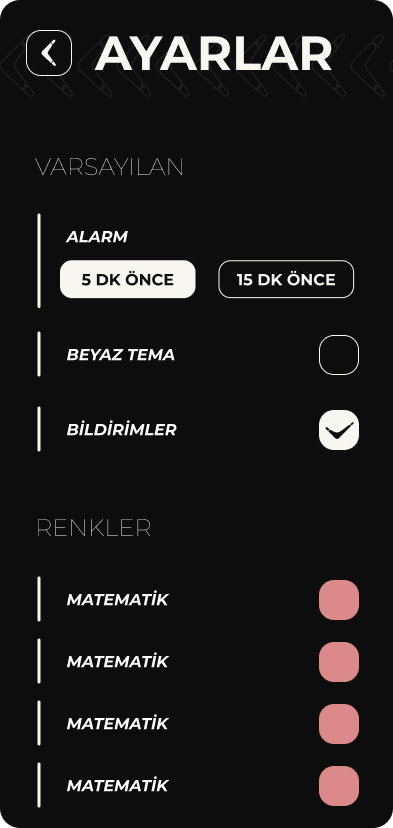 AYARLAR
VARSAYILAN
ALARM
5 DK ÖNCE 15 DK ÖNCE
BEYAZ TEMA
BİLDİRİMLER
RENKLER
MATEMATİK
MATEMATİK
MATEMATİK
MATEMATİK